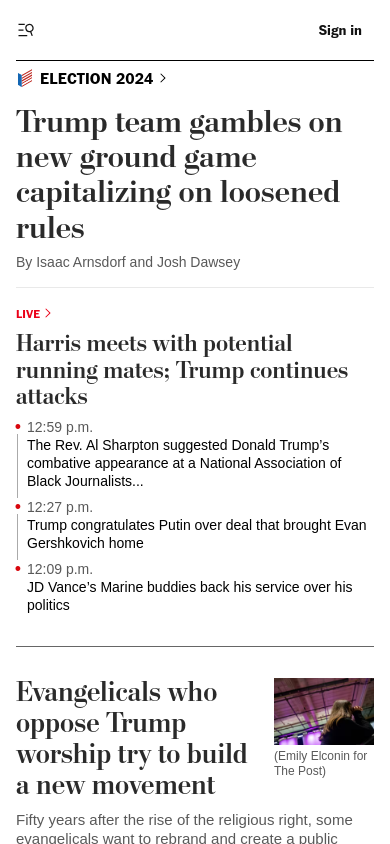 Sign in
ELECTION 2024
Trump team gambles on
new ground game
capitalizing on loosened
rules
By Isaac Arnsdorf and Josh Dawsey
LIVE
Harris meets with potential
running mates; Trump continues
attacks
12:59 p.m.
The Rev. Al Sharpton suggested Donald Trump’s
combative appearance at a National Association of
Black Journalists...
12:27 p.m.
Trump congratulates Putin over deal that brought Evan
Gershkovich home
12:09 p.m.
JD Vance’s Marine buddies back his service over his
politics
Evangelicals who
oppose Trump
worship try to build
a new movement
(Emily Elconin for
The Post)
Fifty years after the rise of the religious right, some
evangelicals want to rebrand and create a public